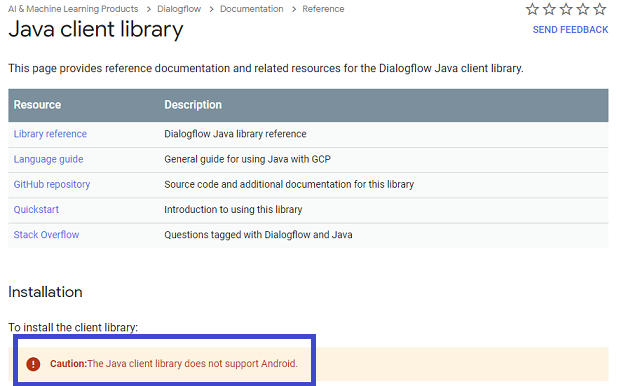 AI & Machine Learning Products > Dialogflow > Documentation > Reference
Java client library
SEND FEEDBACK
This page provides reference documentation and related resources for the Dialogflow Java client library.
Resource Description
Library reference Dialogflow Java library reference
Language guide General guide for using Java with GCP
GitHub repository Source code and additional documentation for this library
Quickstart Introduction to using this library
Stack Overflow Questions tagged with Dialogflow and Java
Installation
To install the client library:
Caution:The Java client library does not support Android.